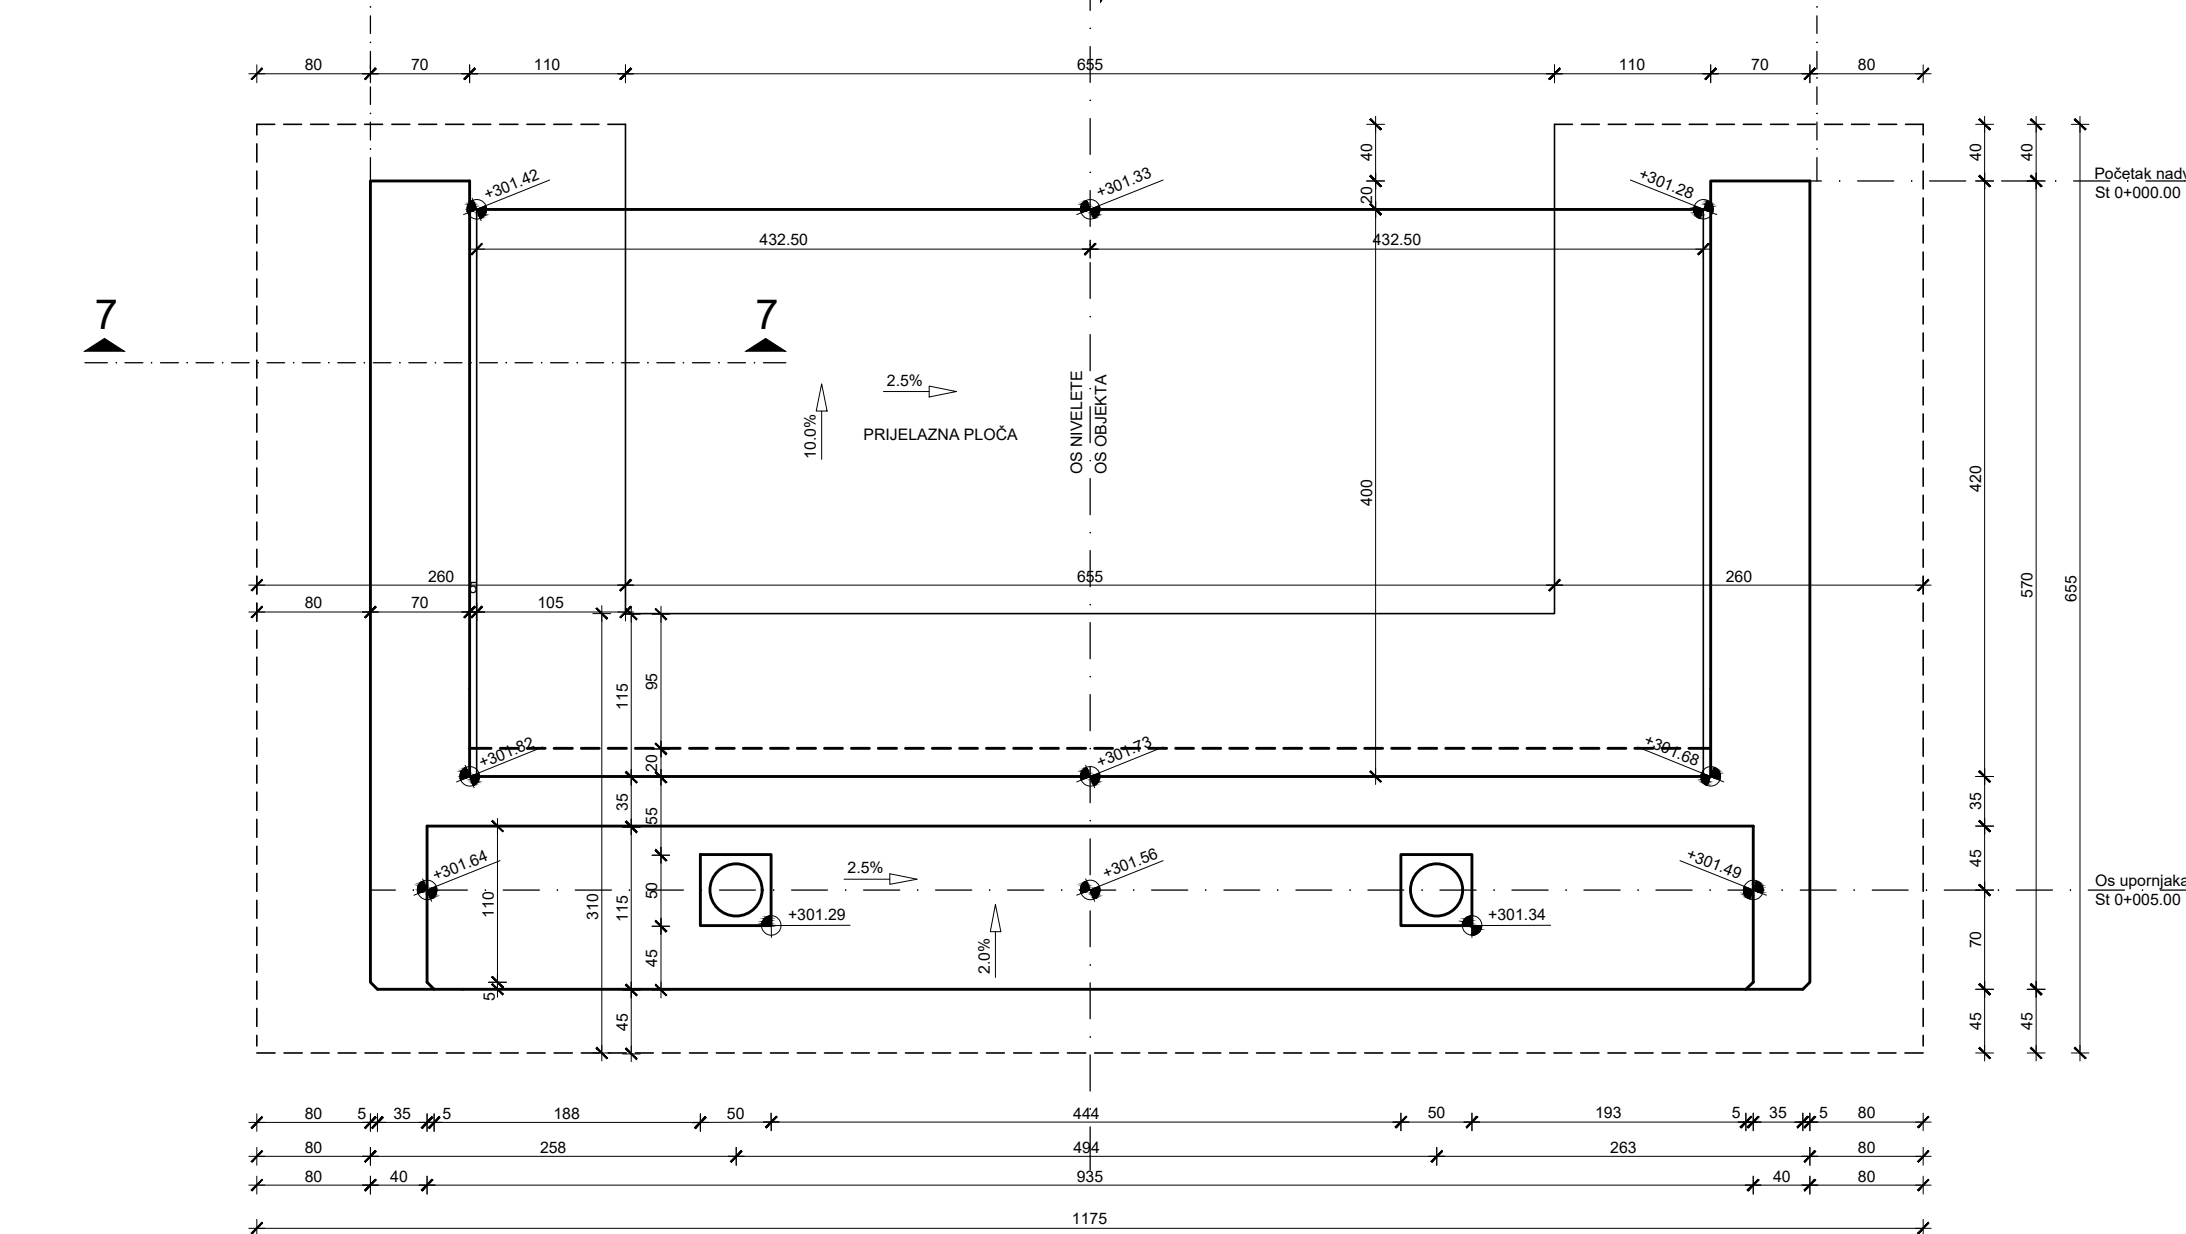 80 70 110 655 110 70 80
+301.42 +301.33 +301.28
40 20
40 40
Početak nadv
St 0+000.00
432.50 432.50
7 7
2.5%
10.0%
PRIJELAZNA PLOČA
OS NIVELETE
OS OBJEKTA
400
420
570
655
260 655 260
80 70 5 105
115 95
20
+301.82 +301.73 +301.68
35 55
35
+301.64 2.5% +301.56 +301.49
45
110 310 115 50
+301.29 +301.34
Os upornjaka
St 0+005.00
2.0%
45
70
5
45
45 45
80 5 35 5 188 50 444 50 193 5 35 5 80
80 258 494 263 80
80 40 935 40 80
1175